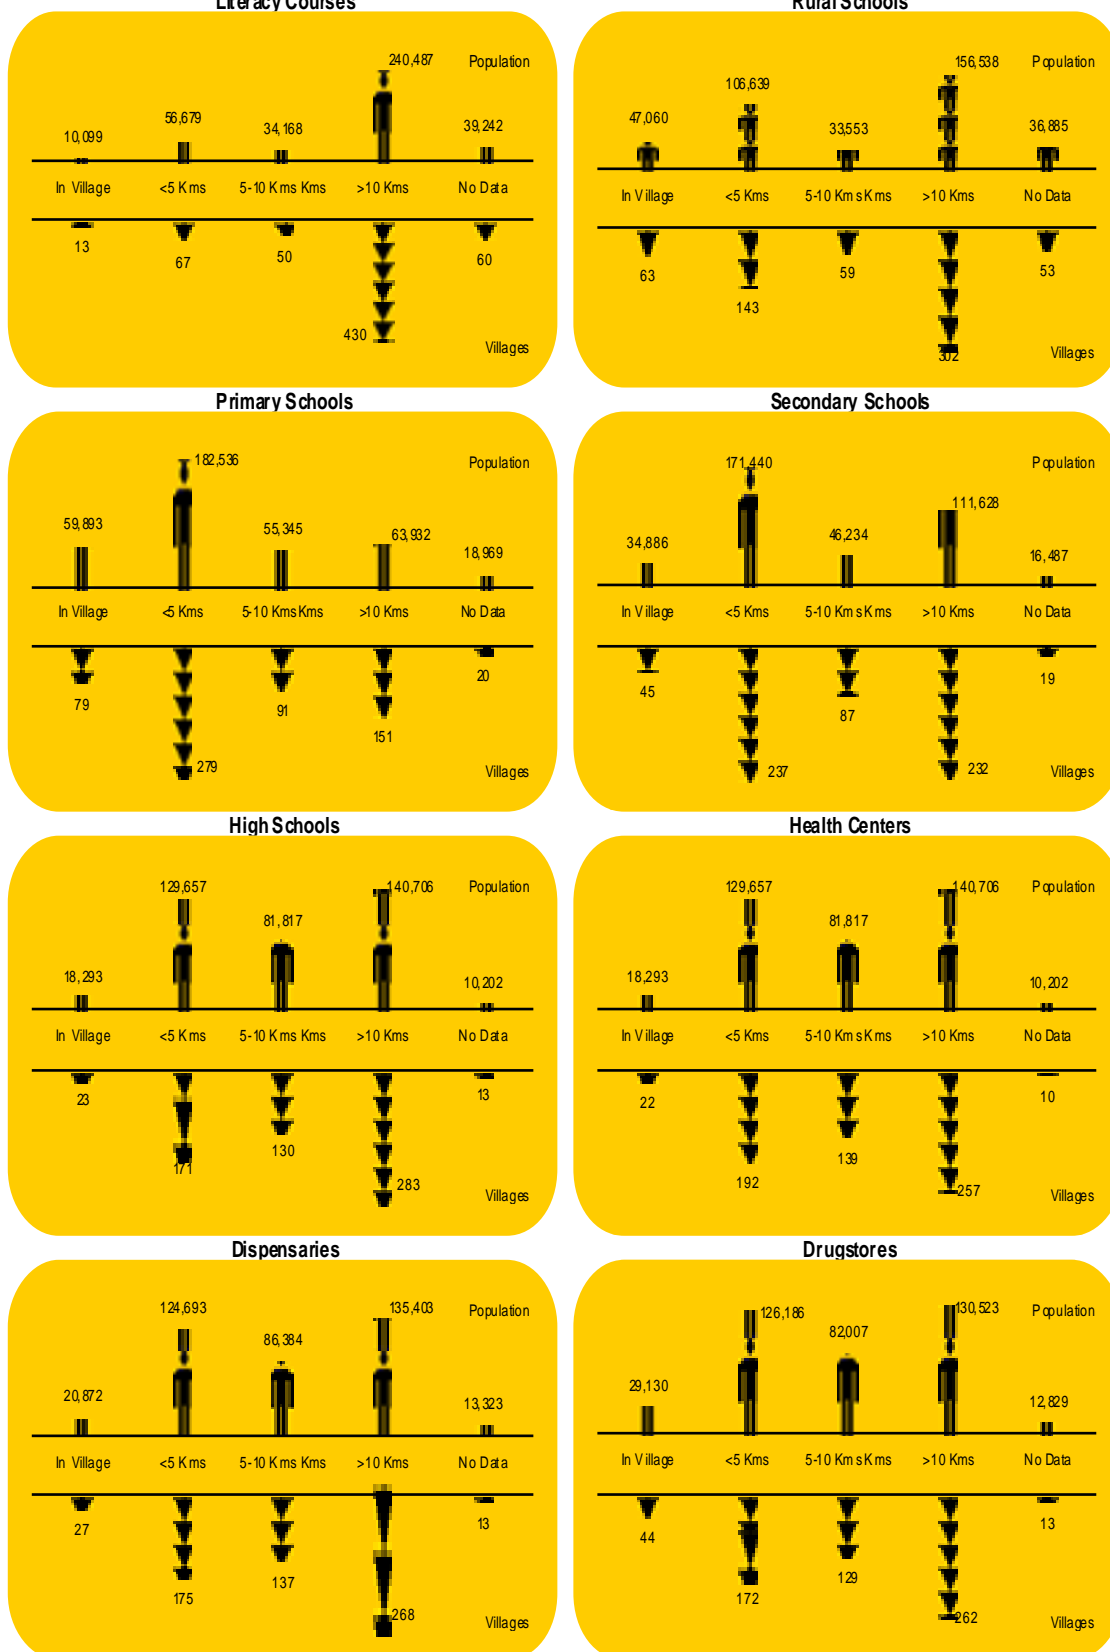 Literacy Courses
Population
240,487
56,679
34,168
39,242
10,099
In Village <5 Kms 5-10 Kms Kms >10 Kms No Data
13
67
50
60
430
Villages
Rural Schools
Population
156,538
106,639
47,060
33,553
36,885
In Village <5 Kms 5-10 Kms Kms >10 Kms No Data
63
143
59
53
302
Villages
Primary Schools
Population
182,536
59,893
55,345
63,932
18,969
In Village <5 Kms 5-10 Kms Kms >10 Kms No Data
79
279
91
151
20
Villages
Secondary Schools
Population
171,440
34,886
46,234
111,628
16,487
In Village <5 Kms 5-10 Kms Kms >10 Kms No Data
45
237
87
232
19
Villages
High Schools
Population
129,657
140,706
81,817
18,293
10,202
In Village <5 Kms 5-10 Kms Kms >10 Kms No Data
23
171
130
283
13
Villages
Health Centers
Population
129,657
140,706
81,817
18,293
10,202
In Village <5 Kms 5-10 Kms Kms >10 Kms No Data
22
192
139
257
10
Villages
Dispensaries
Population
124,693
135,403
86,384
20,872
13,323
In Village <5 Kms 5-10 Kms Kms >10 Kms No Data
27
175
137
268
13
Villages
Drugstores
Population
126,186
130,523
82,007
29,130
12,829
In Village <5 Kms 5-10 Kms Kms >10 Kms No Data
44
172
129
262
13
Villages